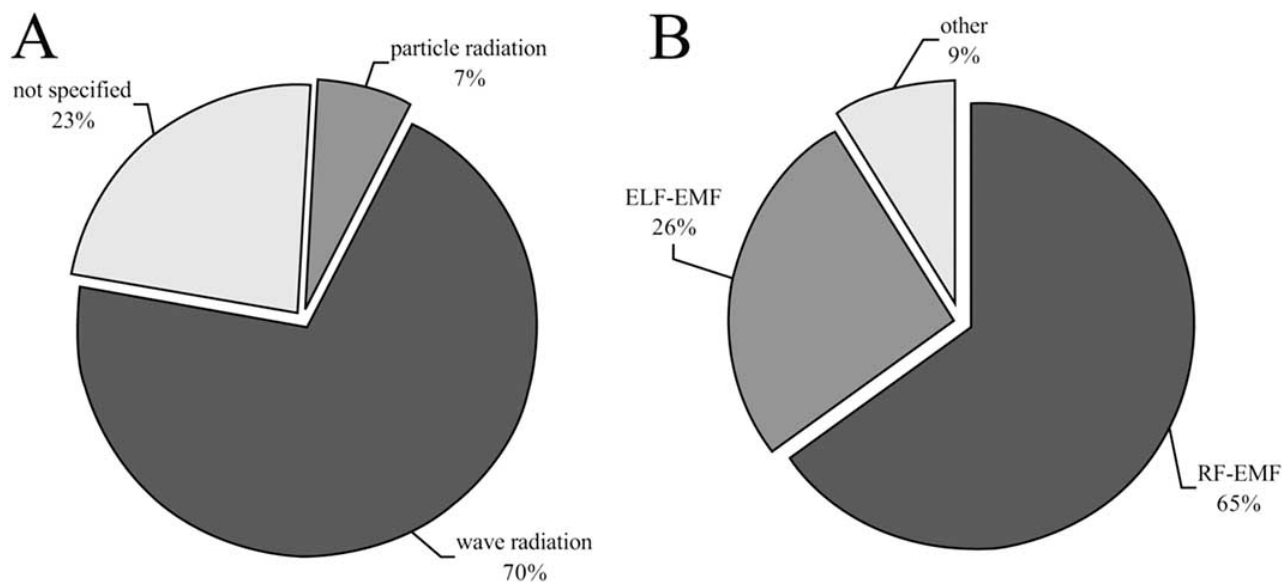 A
particle radiation
7%
not specified
23%
wave radiation
70%
B
other
9%
ELF-EMF
26%
RF-EMF
65%